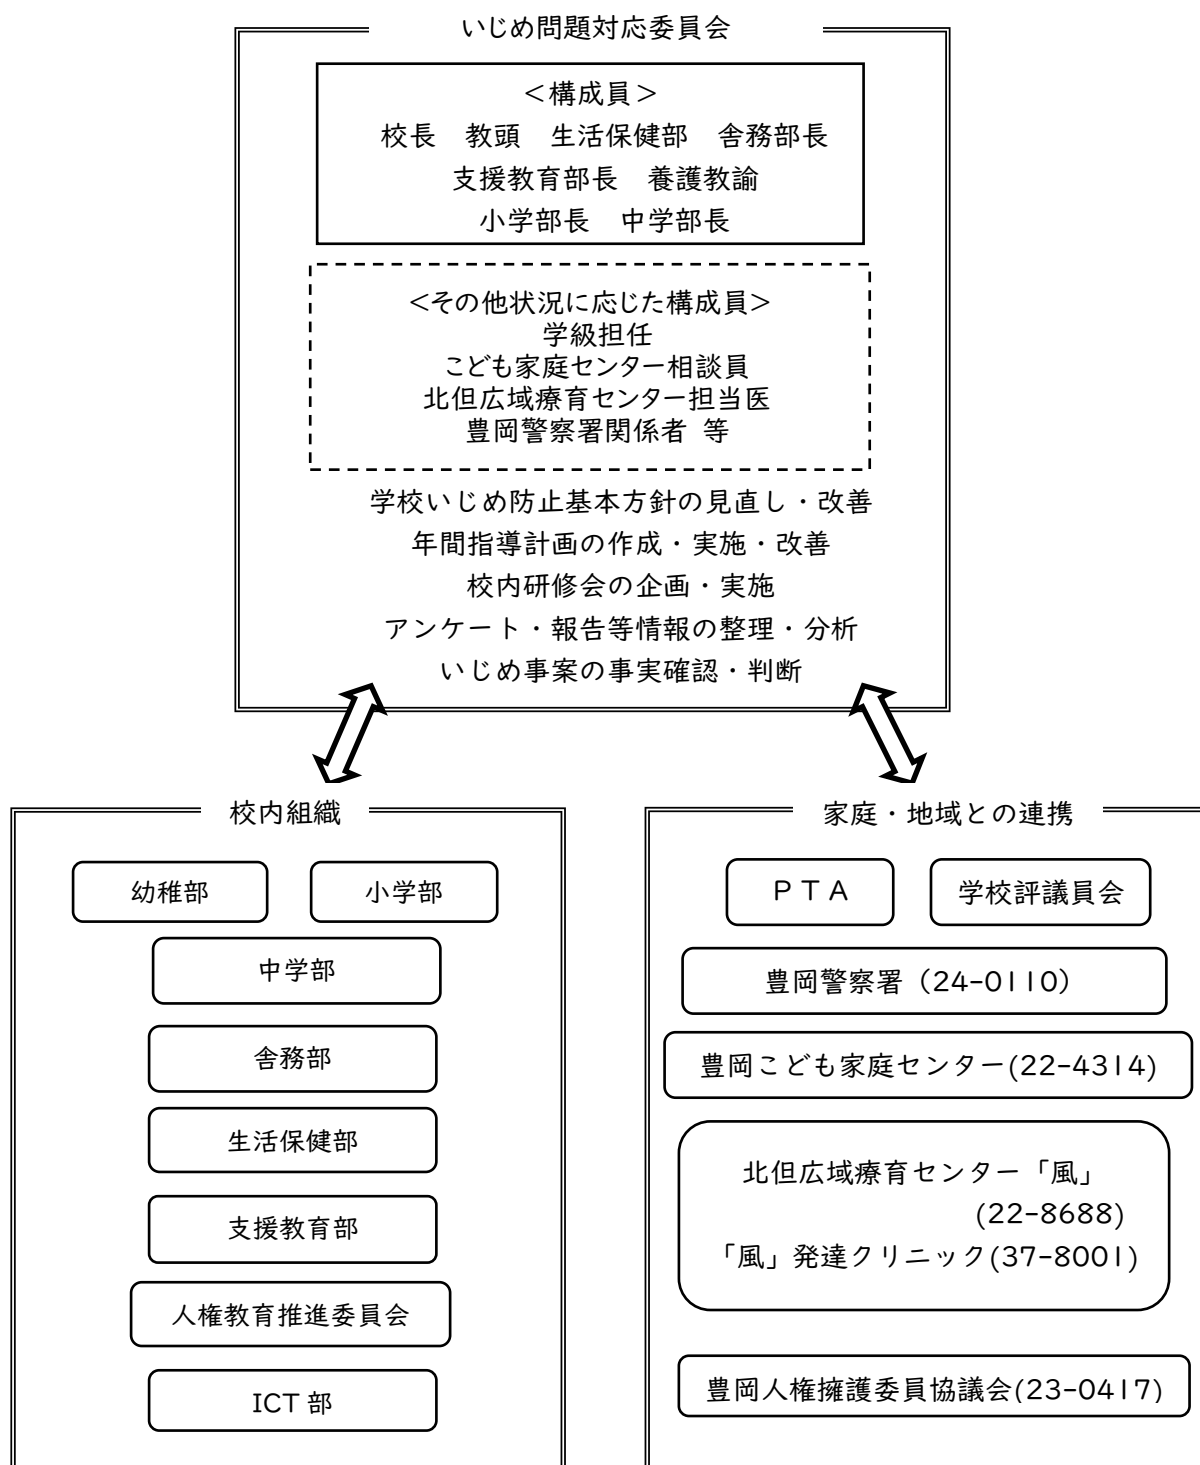 いじめ問題対応委員会
＜構成員＞
校長　教頭　生活保健部　舎務部長
支援教育部長　養護教諭
小学部長　中学部長
＜その他状況に応じた構成員＞
学級担任
こども家庭センター相談員
北但広域療育センター担当医
豊岡警察署関係者 等
学校いじめ防止基本方針の見直し・改善
年間指導計画の作成・実施・改善
校内研修会の企画・実施
アンケート・報告等情報の整理・分析
いじめ事案の事実確認・判断
校内組織
幼稚部
小学部
中学部
舎務部
生活保健部
支援教育部
人権教育推進委員会
ICT 部
家庭・地域との連携
ＰＴＡ
学校評議員会
豊岡警察署（24-0110）
豊岡こども家庭センター(22-4314)
北但広域療育センター「風」
(22-8688)
「風」発達クリニック(37-8001)
豊岡人権擁護委員協議会(23-0417)